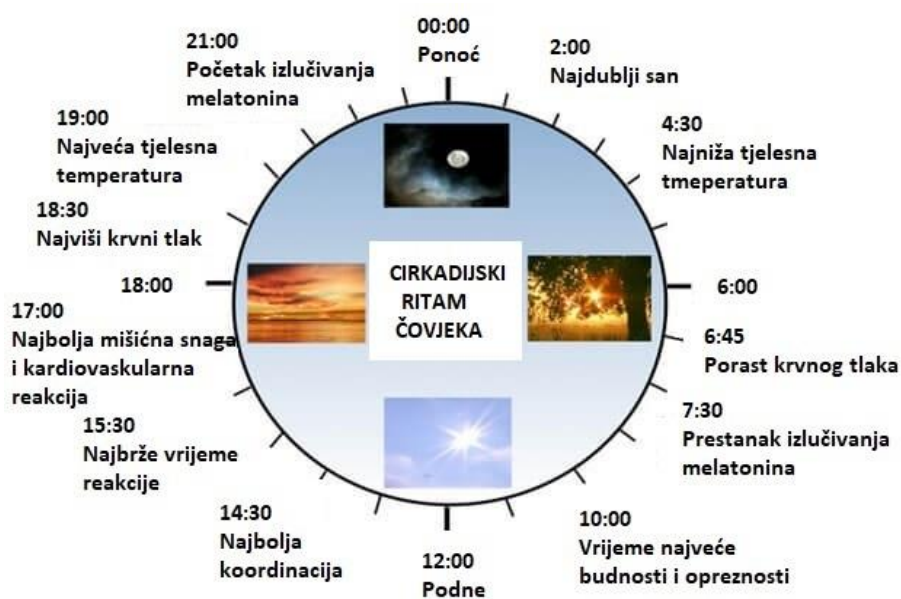 00:00
Ponoć
2:00
Najdublji san
4:30
Najniža tjelesna
tmeperatura
6:00
6:45
Porast krvnog tlaka
7:30
Prestanak izlučivanja
melatonina
10:00
Vrijeme najveće
budnosti i opreznosti
12:00
Podne
14:30
Najbolja
koordinacija
15:30
Najbrže vrijeme
reakcije
17:00
Najbolja mišićna snaga
i kardiovaskularna
reakcija
18:00
18:30
Najviši krvni tlak
19:00
Najveća tjelesna
temperatura
21:00
Početak izlučivanja
melatonina
CIRKADIJSKI
RITAM
ČOVJEKA